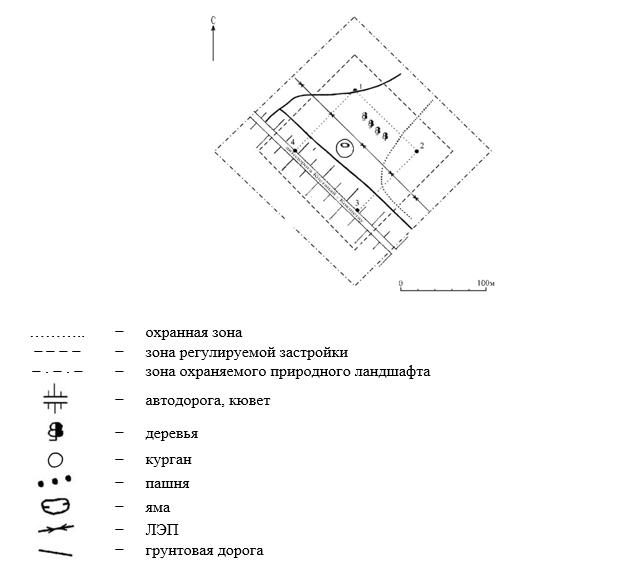 С
1
2
4
3
0 100м
– охранная зона
– зона регулируемой застройки
– зона охраняемого природного ландшафта
– автодорога, кювет
– деревья
– курган
– пашня
– яма
– ЛЭП
– грунтовая дорога